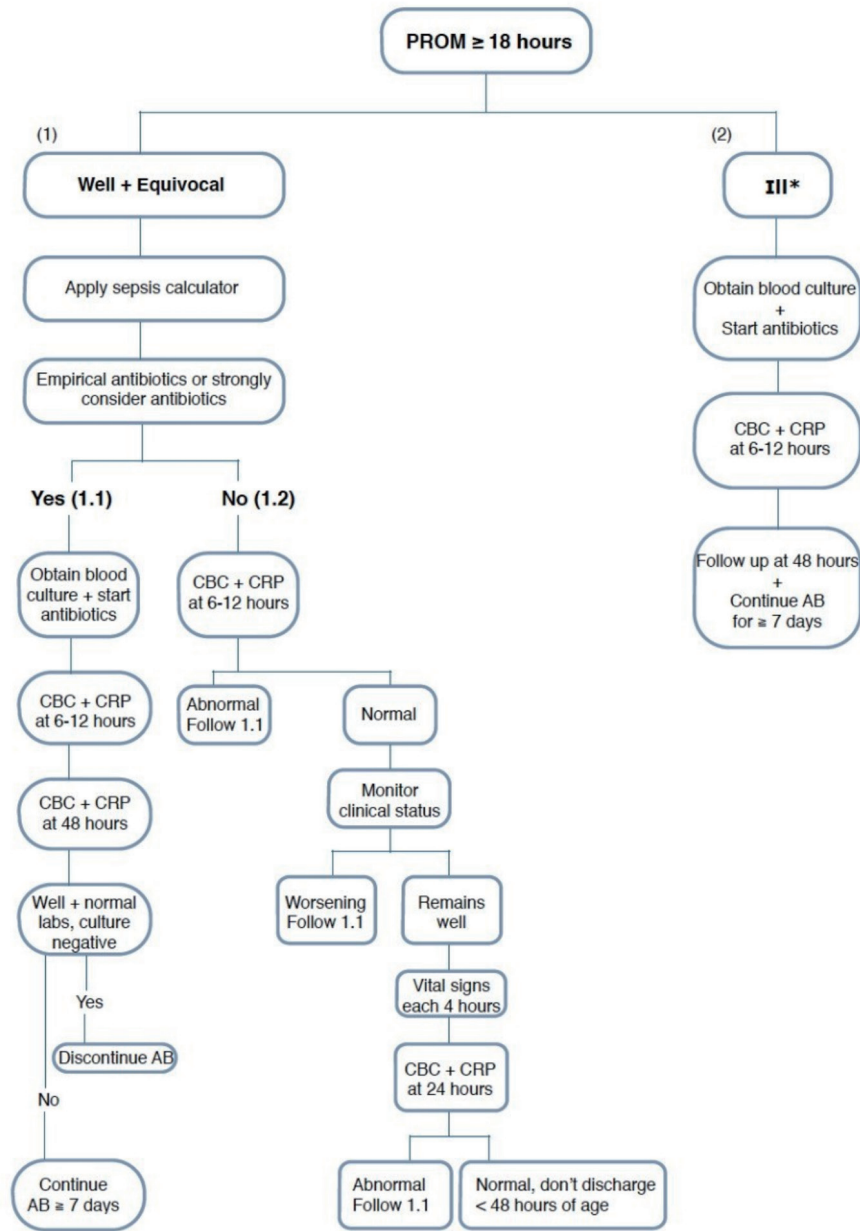 PROM ≥ 18 hours
(1)
(2)
Well + Equivocal
Ill*
Apply sepsis calculator
Obtain blood culture
+
Start antibiotics
Empirical antibiotics or strongly
consider antibiotics
CBC + CRP
at 6-12 hours
Yes (1.1)
No (1.2)
Obtain blood
culture + start
antibiotics
CBC + CRP
at 6-12 hours
Follow up at 48 hours
+
Continue AB
for ≧ 7 days
CBC + CRP
at 6-12 hours
Abnormal
Follow 1.1
Normal
CBC + CRP
at 48 hours
Monitor
clinical status
Well + normal
labs, culture
negative
Worsening
Follow 1.1
Remains
well
Yes
Vital signs
each 4 hours
Discontinue AB
CBC + CRP
at 24 hours
No
Continue
AB ≧ 7 days
Abnormal
Follow 1.1
Normal, don't discharge
< 48 hours of age